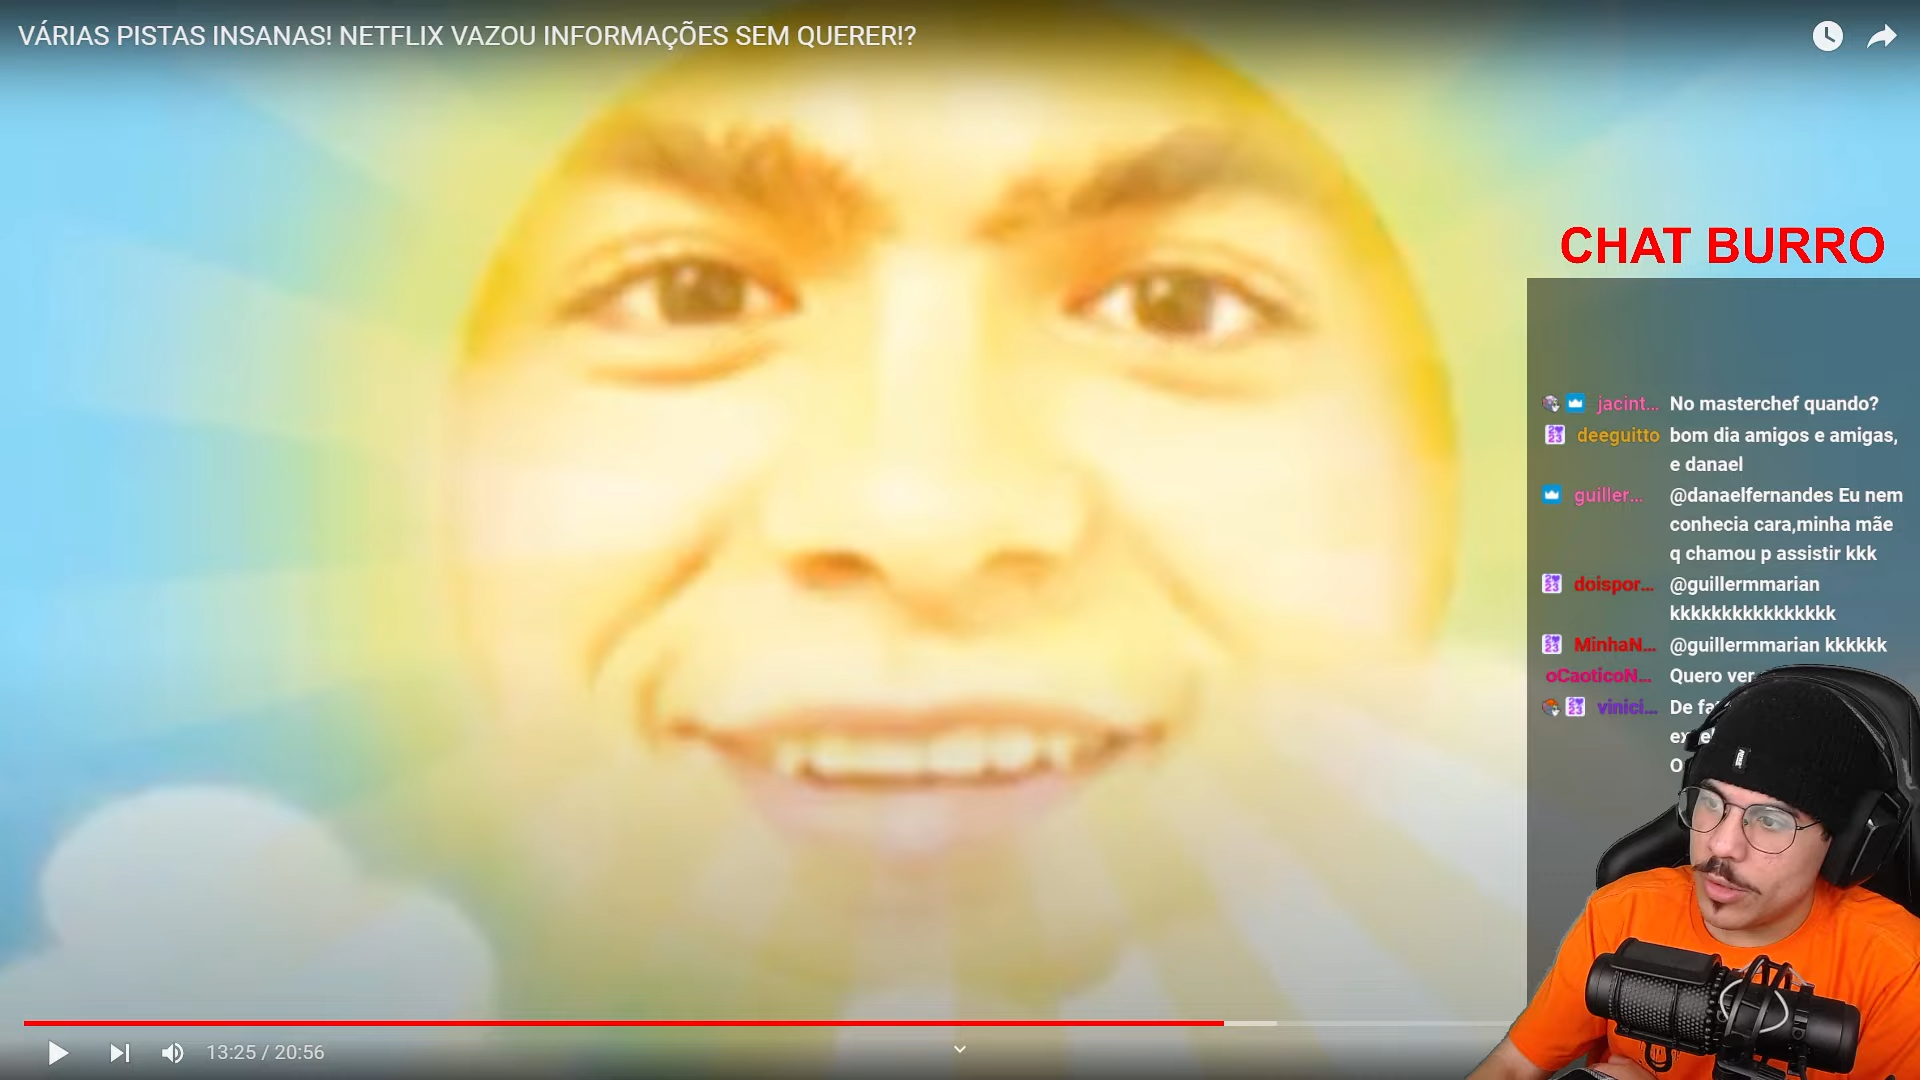 VÁRIAS PISTAS INSANAS! NETFLIX VAZOU INFORMAÇÕES SEM QUERER!?
CHAT BURRO
jacint... No masterchef quando?
deeguitto bom dia amigos e amigas,
e danael
guiller... @danaelfernandes Eu nem
conhecia cara,minha mãe
q chamou p assistir kkk
doispor... @guillermmarian
kkkkkkkkkkkkkkkk
MinhaN... @guillermmarian kkkkkk
oCaoticoN... Quero ver
vinici... De
O
13:25 / 20:56